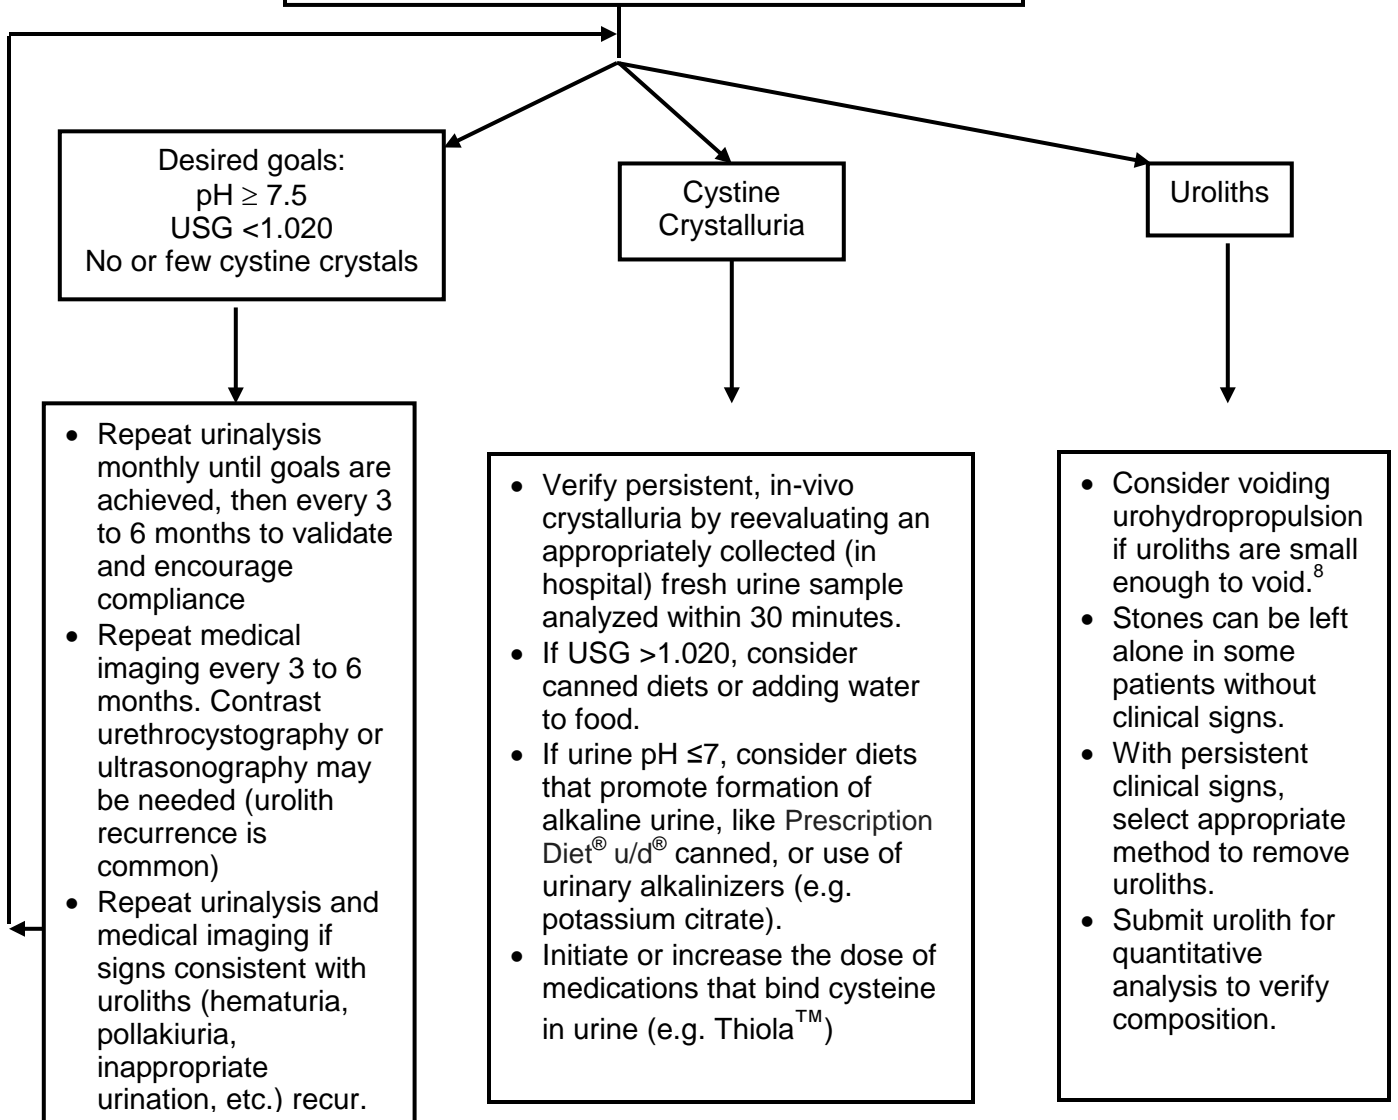 Desired goals:
pH ≥ 7.5
USG <1.020
No or few cystine crystals
Cystine
Crystalluria
Uroliths
• Repeat urinalysis
monthly until goals are
achieved, then every 3
to 6 months to validate
and encourage
compliance
• Repeat medical
imaging every 3 to 6
months. Contrast
urethrocystography or
ultrasonography may
be needed (urolith
recurrence is
common)
• Repeat urinalysis and
medical imaging if
signs consistent with
uroliths (hematuria,
pollakiuria,
inappropriate
urination, etc.) recur.
• Verify persistent, in-vivo
crystalluria by reevaluating an
appropriately collected (in
hospital) fresh urine sample
analyzed within 30 minutes.
• If USG >1.020, consider
canned diets or adding water
to food.
• If urine pH ≤7, consider diets
that promote formation of
alkaline urine, like Prescription
Diet® u/d® canned, or use of
urinary alkalinizers (e.g.
potassium citrate).
• Initiate or increase the dose of
medications that bind cysteine
in urine (e.g. Thiola™)
• Consider voiding
urohydropropulsion
if uroliths are small
enough to void.⁸
• Stones can be left
alone in some
patients without
clinical signs.
• With persistent
clinical signs,
select appropriate
method to remove
uroliths.
• Submit urolith for
quantitative
analysis to verify
composition.